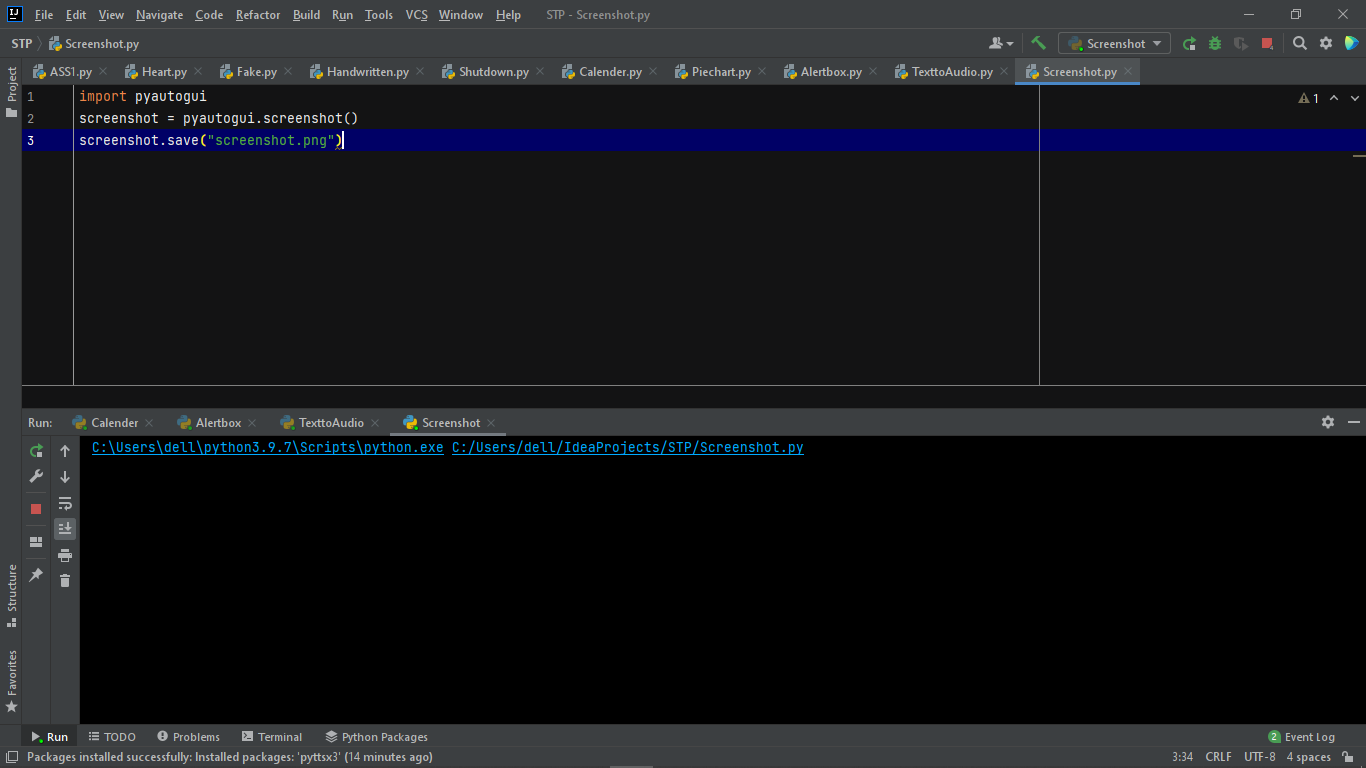 File Edit View Navigate Code Refactor Build Run Tools VCS Window Help STP - Screenshot.py
STP Screenshot.py Screenshot
ASS1.py Heart.py Fake.py Handwritten.py Shutdown.py Calender.py Piechart.py Alertbox.py TexttoAudio.py Screenshot.py
Project
1 import pyautogui 1
2 screenshot = pyautogui.screenshot()
3 screenshot.save("screenshot.png")
Run: Calender Alertbox TexttoAudio Screenshot
C:\Users\dell\python3.9.7\Scripts\python.exe C:/Users/dell/IdeaProjects/STP/Screenshot.py
Structure
Favorites
Run TODO Problems Terminal Python Packages 2 Event Log
Packages installed successfully: Installed packages: 'pyttsx3' (14 minutes ago) 3:34 CRLF UTF-8 4 spaces